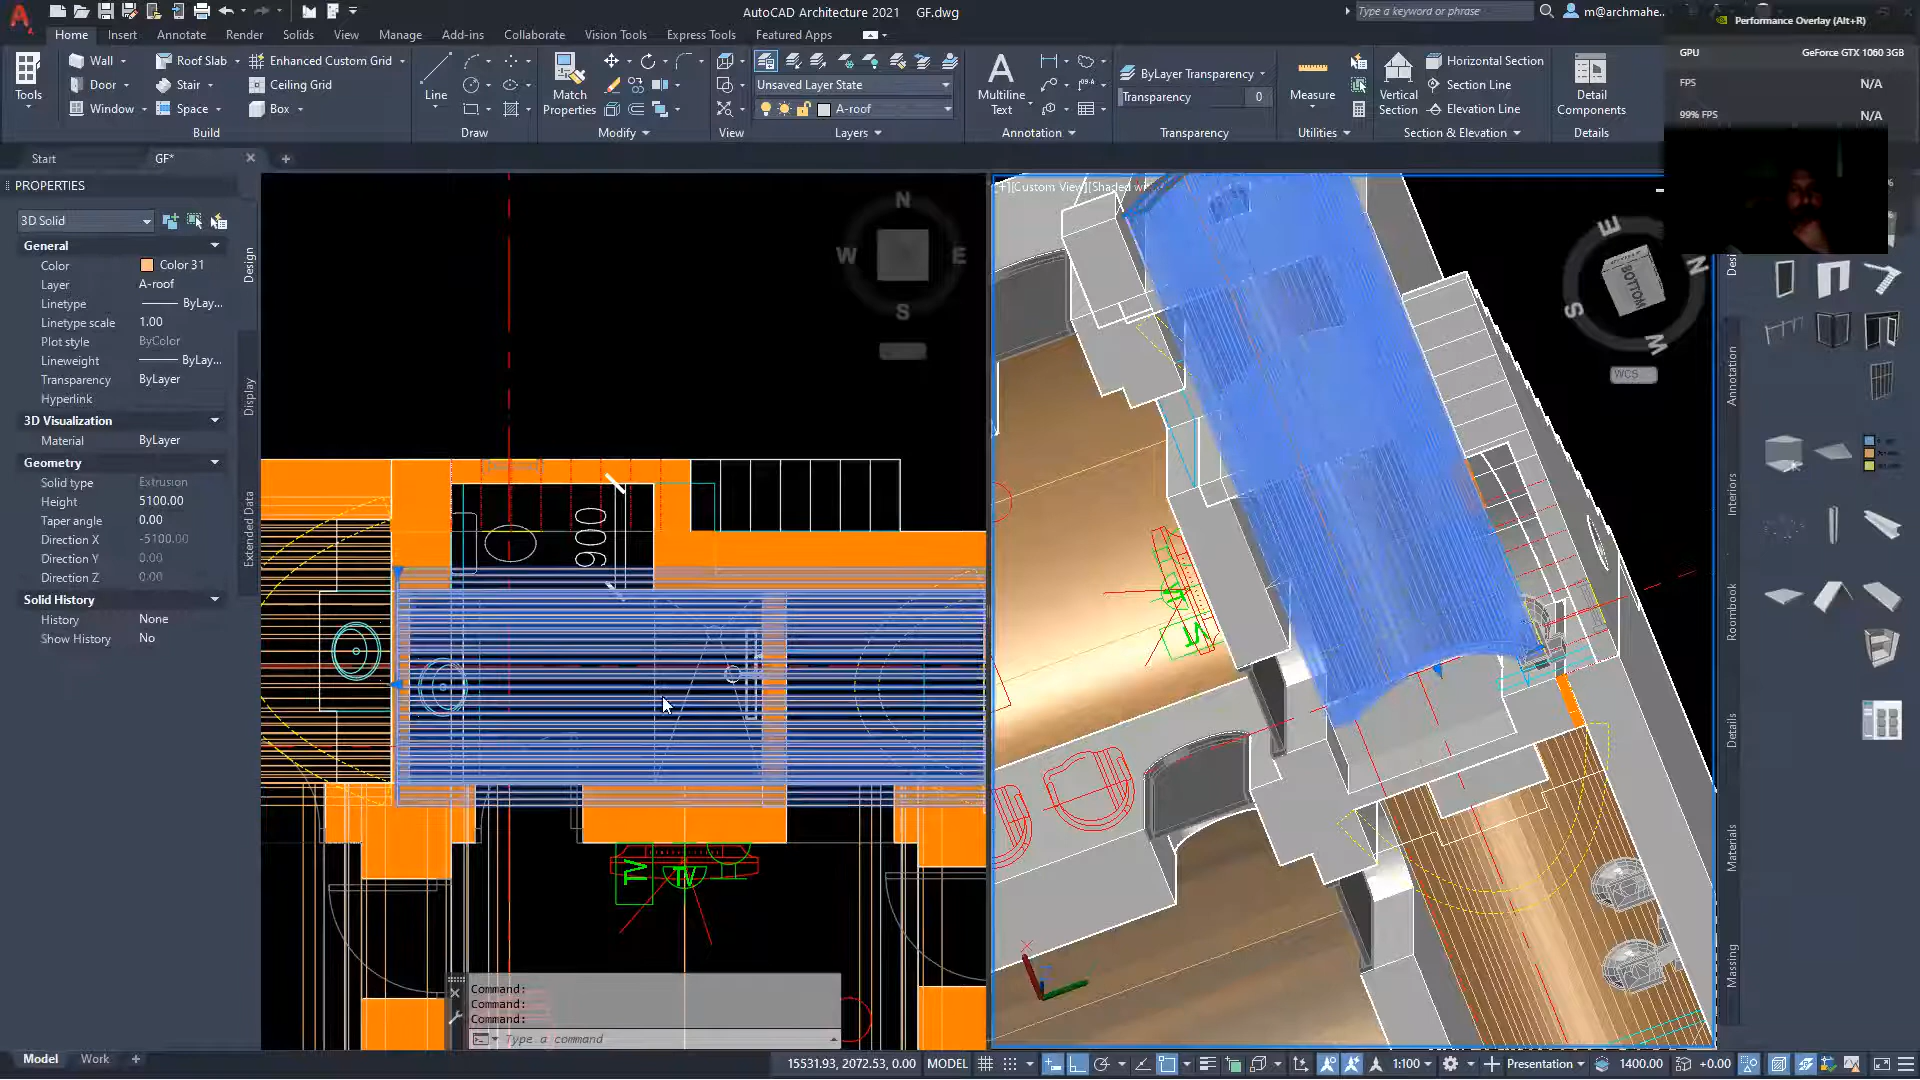 AutoCAD Architecture 2021 GF.dwg
Type a keyword or phrase
m@archmahe...
Performance Overlay (Alt+R)
Home Insert Annotate Render Solids View Manage Add-ins Collaborate Vision Tools Express Tools Featured Apps
GPU GeForce GTX 1060 3GB
FPS N/A
99% FPS N/A
Tools
Wall
Door
Window
Roof Slab
Stair
Space
Enhanced Custom Grid
Ceiling Grid
Box
Build
Line
Draw
Match
Properties
Modify
View
Unsaved Layer State
A-roof
Layers
Multiline
Text
Annotation
ByLayer Transparency
Transparency 0
Transparency
Measure
Utilities
Vertical
Section
Horizontal Section
Section Line
Elevation Line
Section & Elevation
Detail
Components
Details
Start GF*
PROPERTIES
3D Solid
General
Color Color 31
Layer A-roof
Linetype ByLay...
Linetype scale 1.00
Plot style ByColor
Lineweight ByLay...
Transparency ByLayer
Hyperlink
3D Visualization
Material ByLayer
Geometry
Solid type Extrusion
Height 5100.00
Taper angle 0.00
Direction X -5100.00
Direction Y 0.00
Direction Z 0.00
Solid History
History None
Show History No
Design
Display
Extended Data
N
W E
S
900
TV
TV
[+][Custom View][Shaded wi
E
N
S
W
BOTTOM
WCS
TV
Annotation
Interiors
Roombook
Details
Materials
Massing
X
Command:
Command:
Command:
Type a command
Model Work +
15531.93, 2072.53, 0.00 MODEL
1:100
Presentation
1400.00
+0.00